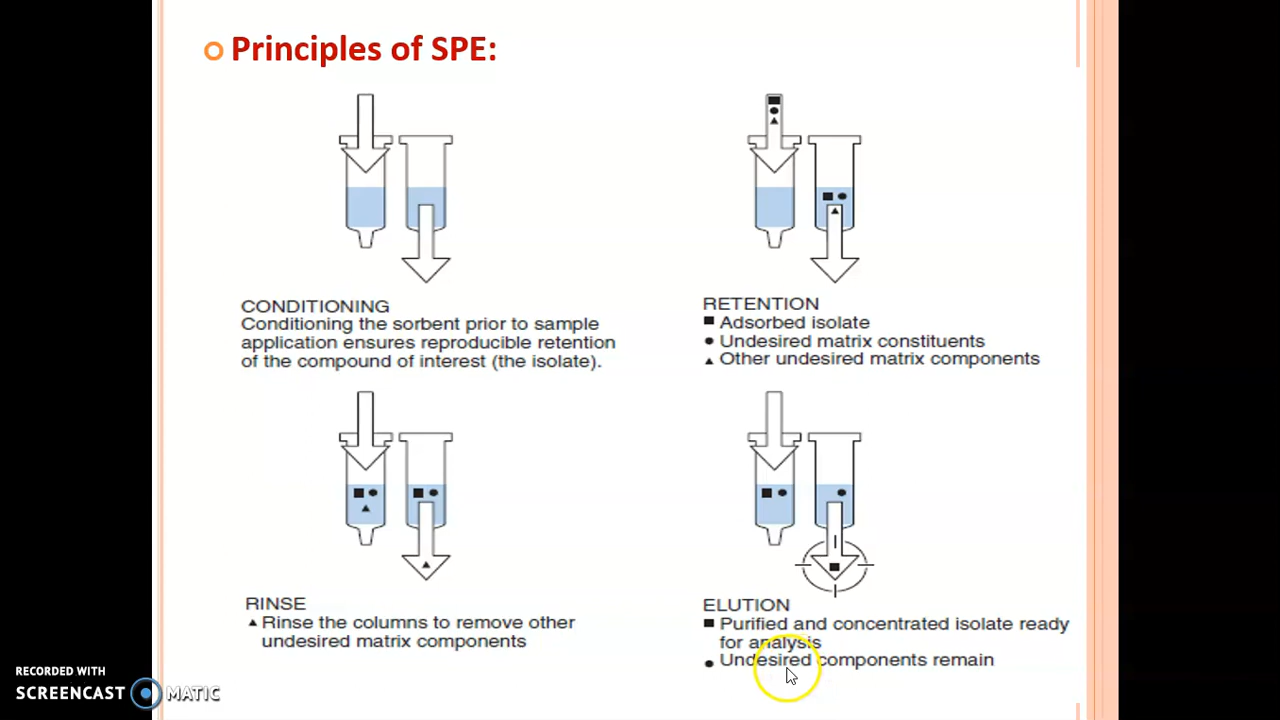 Principles of SPE:
CONDITIONING
Conditioning the sorbent prior to sample
application ensures reproducible retention
of the compound of interest (the isolate).
RETENTION
Adsorbed isolate
Undesired matrix constituents
Other undesired matrix components
RINSE
Rinse the columns to remove other
undesired matrix components
ELUTION
Purified and concentrated isolate ready
for analysis
Undesired components remain
RECORDED WITH
SCREENCAST MATIC